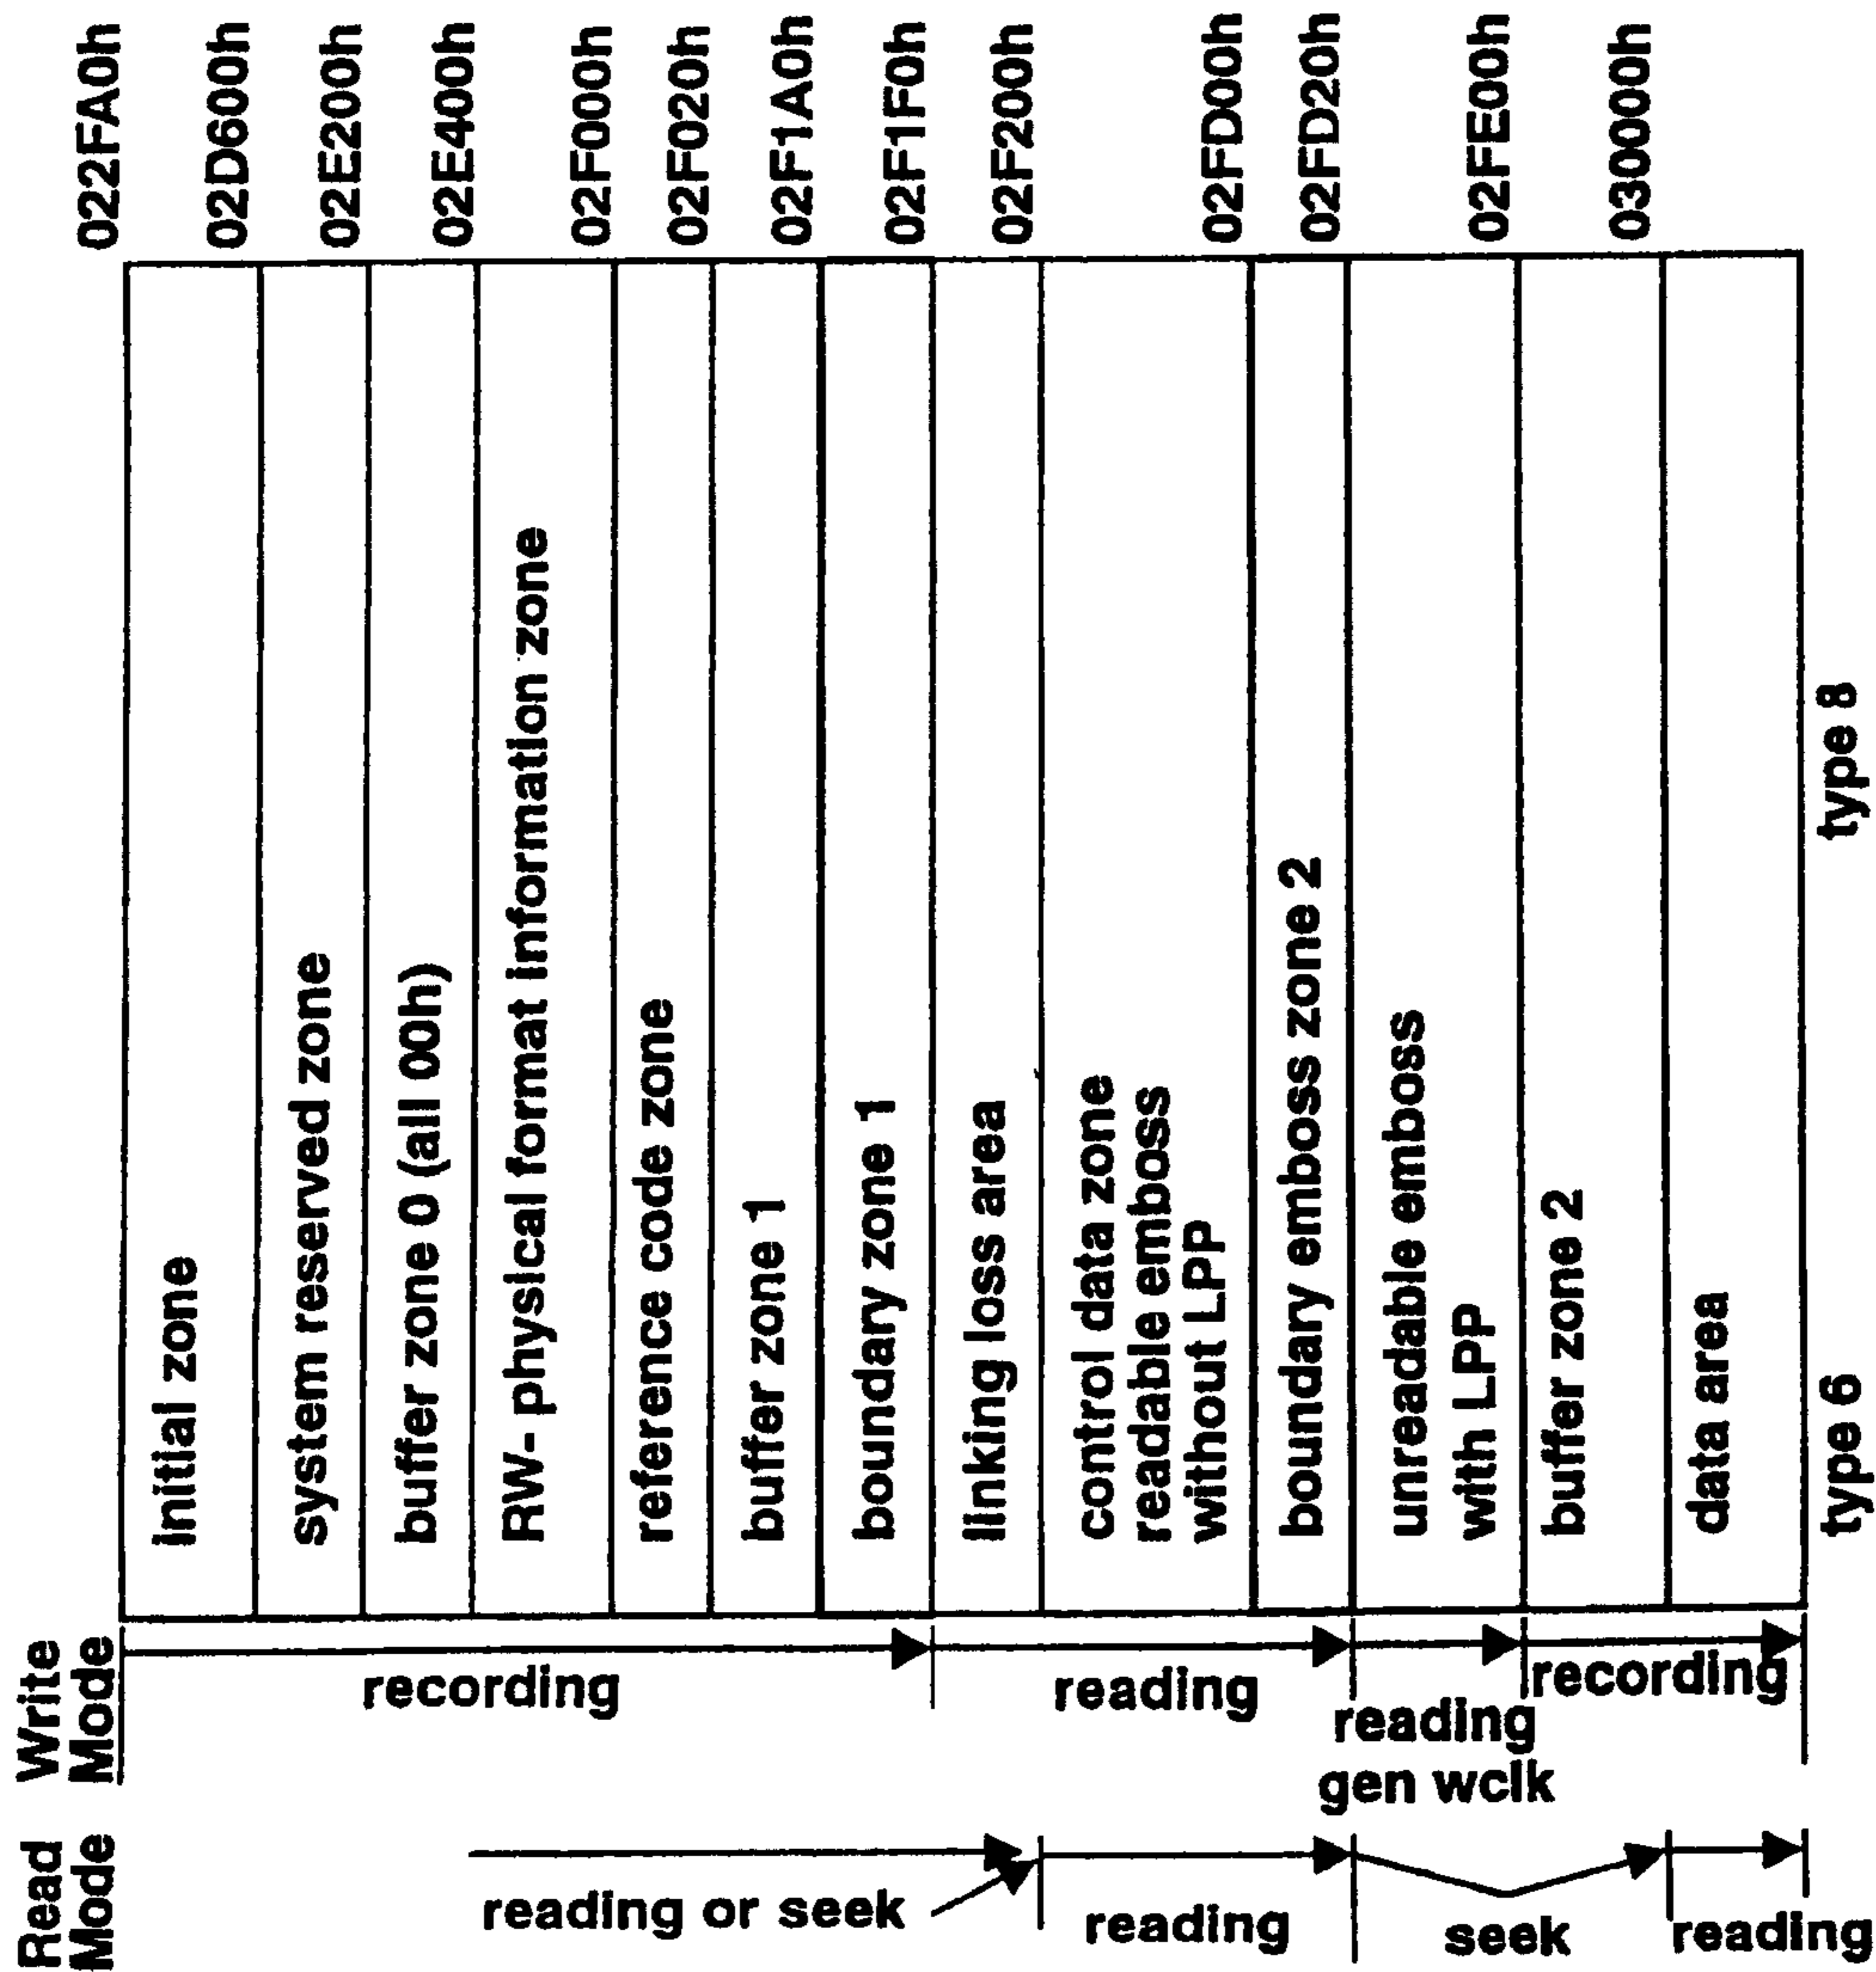 022FA0h
02D600h
02E200h
02E400h
02F000h
02F020h
02F1A0h
02F1F0h
02F200h
02FD00h
02FD20h
02FE00h
030000h
initial zone
system reserved zone
buffer zone 0 (all 00h)
RW- physical format information zone
reference code zone
buffer zone 1
boundary zone 1
linking loss area
control data zone
readable emboss
without LPP
boundary emboss zone 2
unreadable emboss
with LPP
buffer zone 2
data area
type 6
type 8
Write
Mode
recording
reading
reading
gen wclk
recording
Read
Mode
reading or seek
reading
seek
reading